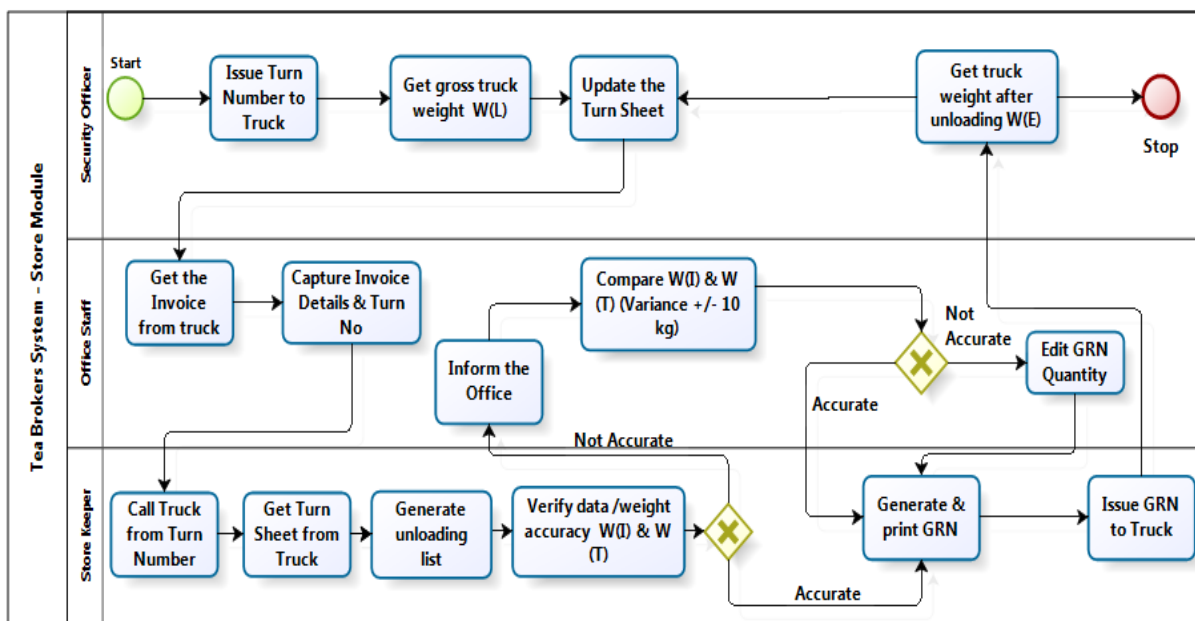 Tea Brokers System - Store Module
Security Officer
Start
Issue Turn
Number to
Truck
Get gross truck
weight W(L)
Update the
Turn Sheet
Get truck
weight after
unloading W(E)
Stop
Office Staff
Get the
Invoice
from truck
Capture Invoice
Details & Turn
No
Inform the
Office
Compare W(I) & W
(T) (Variance +/- 10
kg)
Not
Accurate
Accurate
Edit GRN
Quantity
Not Accurate
Store Keeper
Call Truck
from Turn
Number
Get Turn
Sheet from
Truck
Generate
unloading
list
Verify data /weight
accuracy W(I) & W
(T)
Accurate
Generate &
print GRN
Issue GRN
to Truck